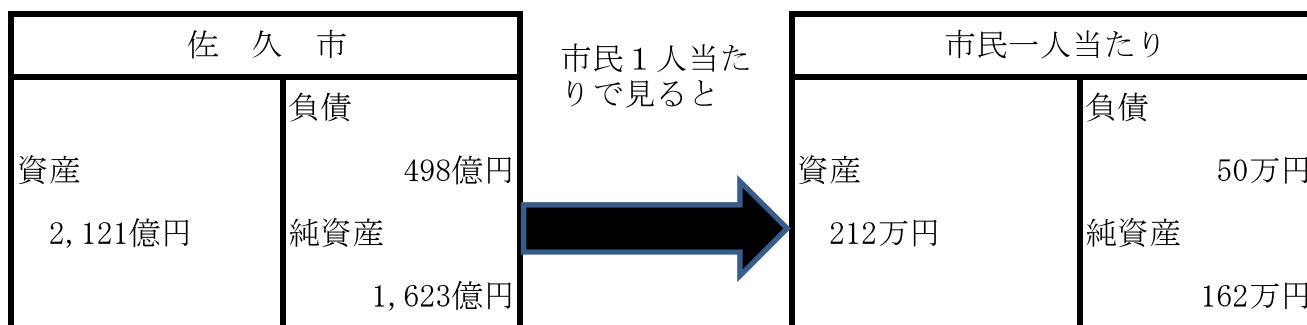 佐　久　市
資産
2,121億円
負債
498億円
純資産
1,623億円
市民１人当た
りで見ると
市民一人当たり
資産
212万円
負債
50万円
純資産
162万円